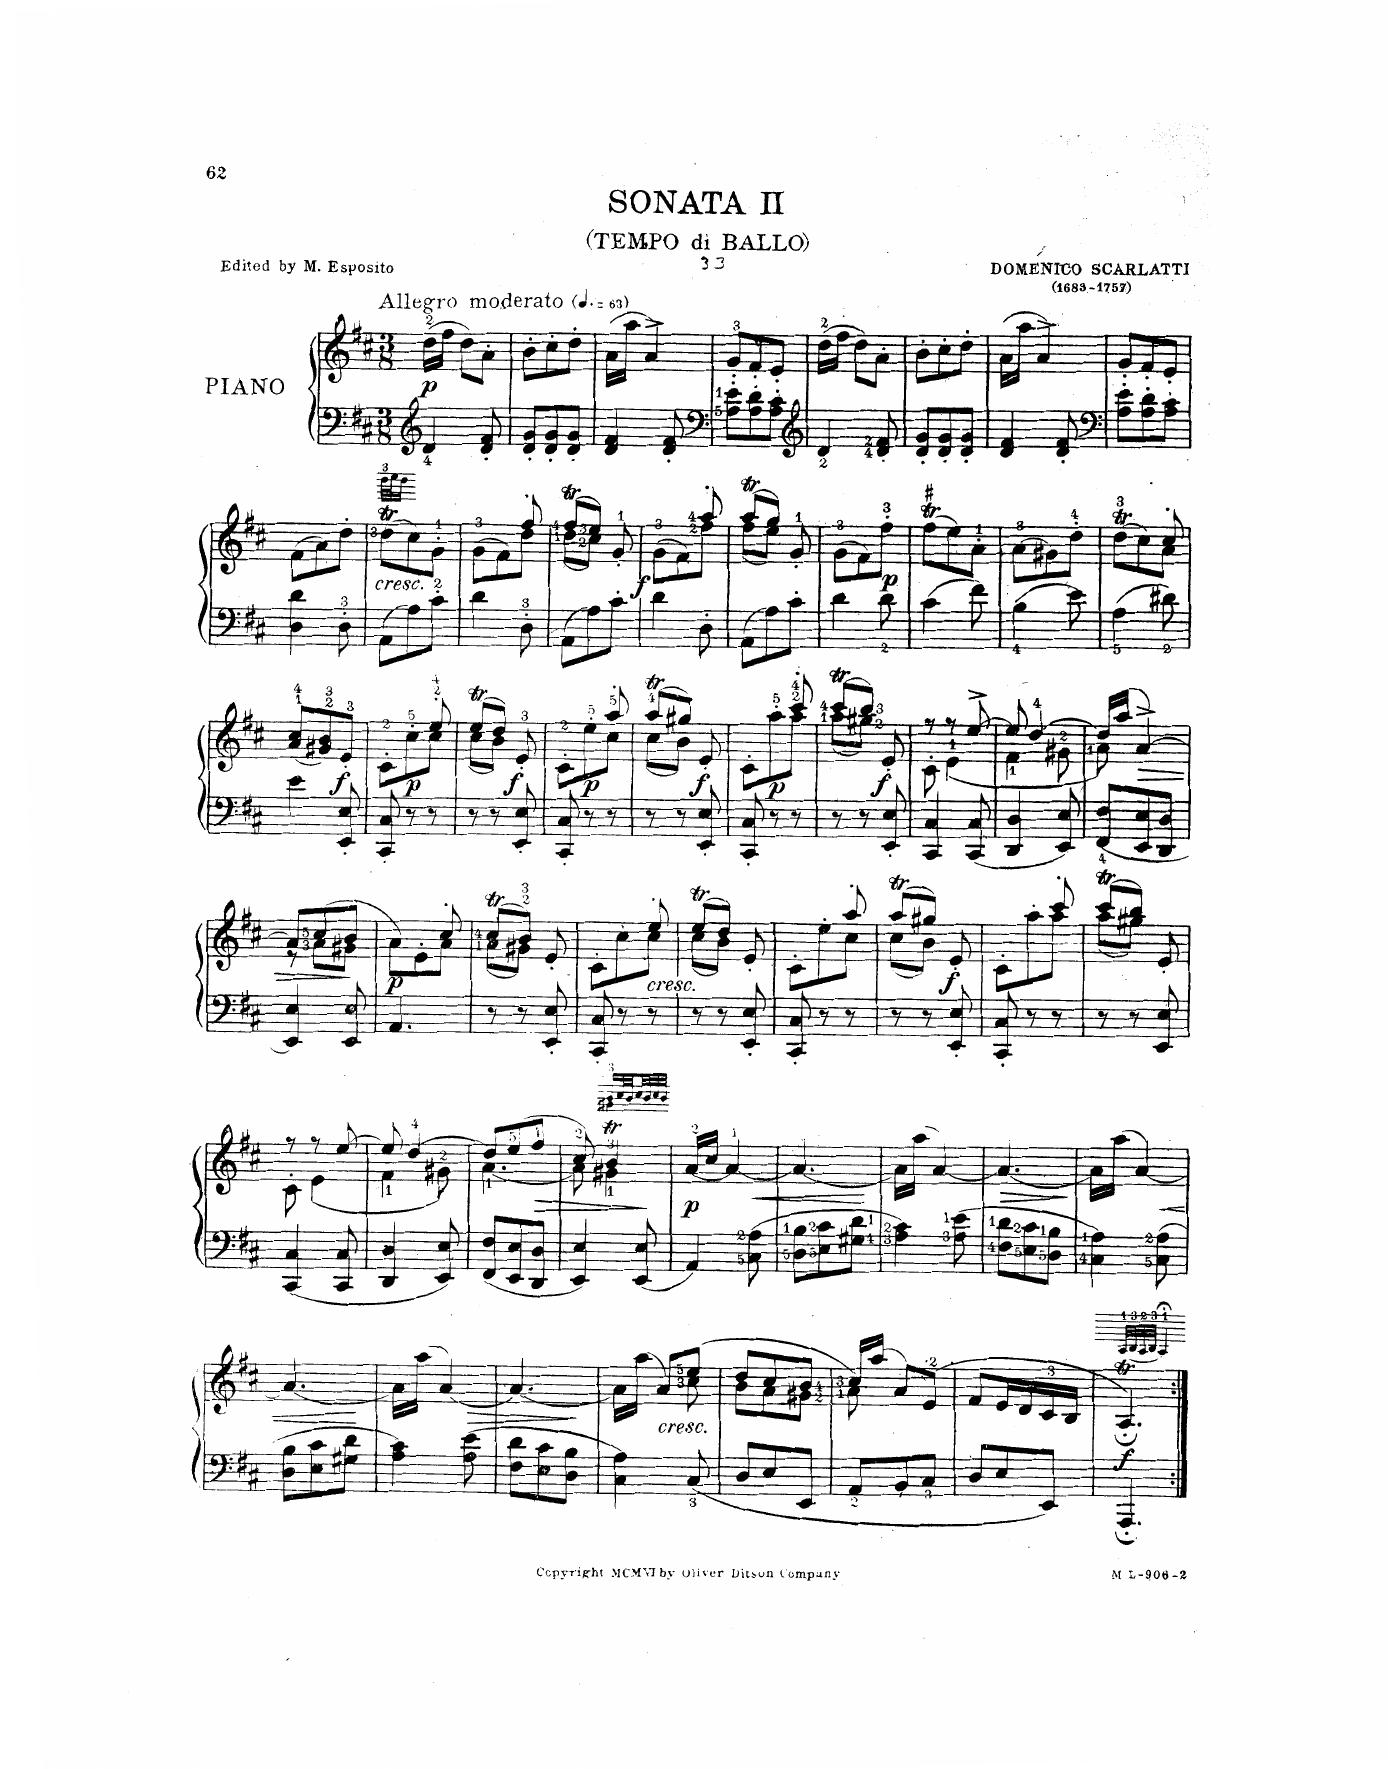 62
SONATA II
(TEMPO di BALLO)
33
Edited by M. Esposito
DOMENICO SCARLATTI
(1683-1757)
Allegro moderato (♩. = 63)
PIANO
p
cresc.
f
p
f
p
f
p
f
p
f
p
cresc.
f
p
cresc.
f
Copyright MCMVI by Oliver Ditson Company
M L-906-2